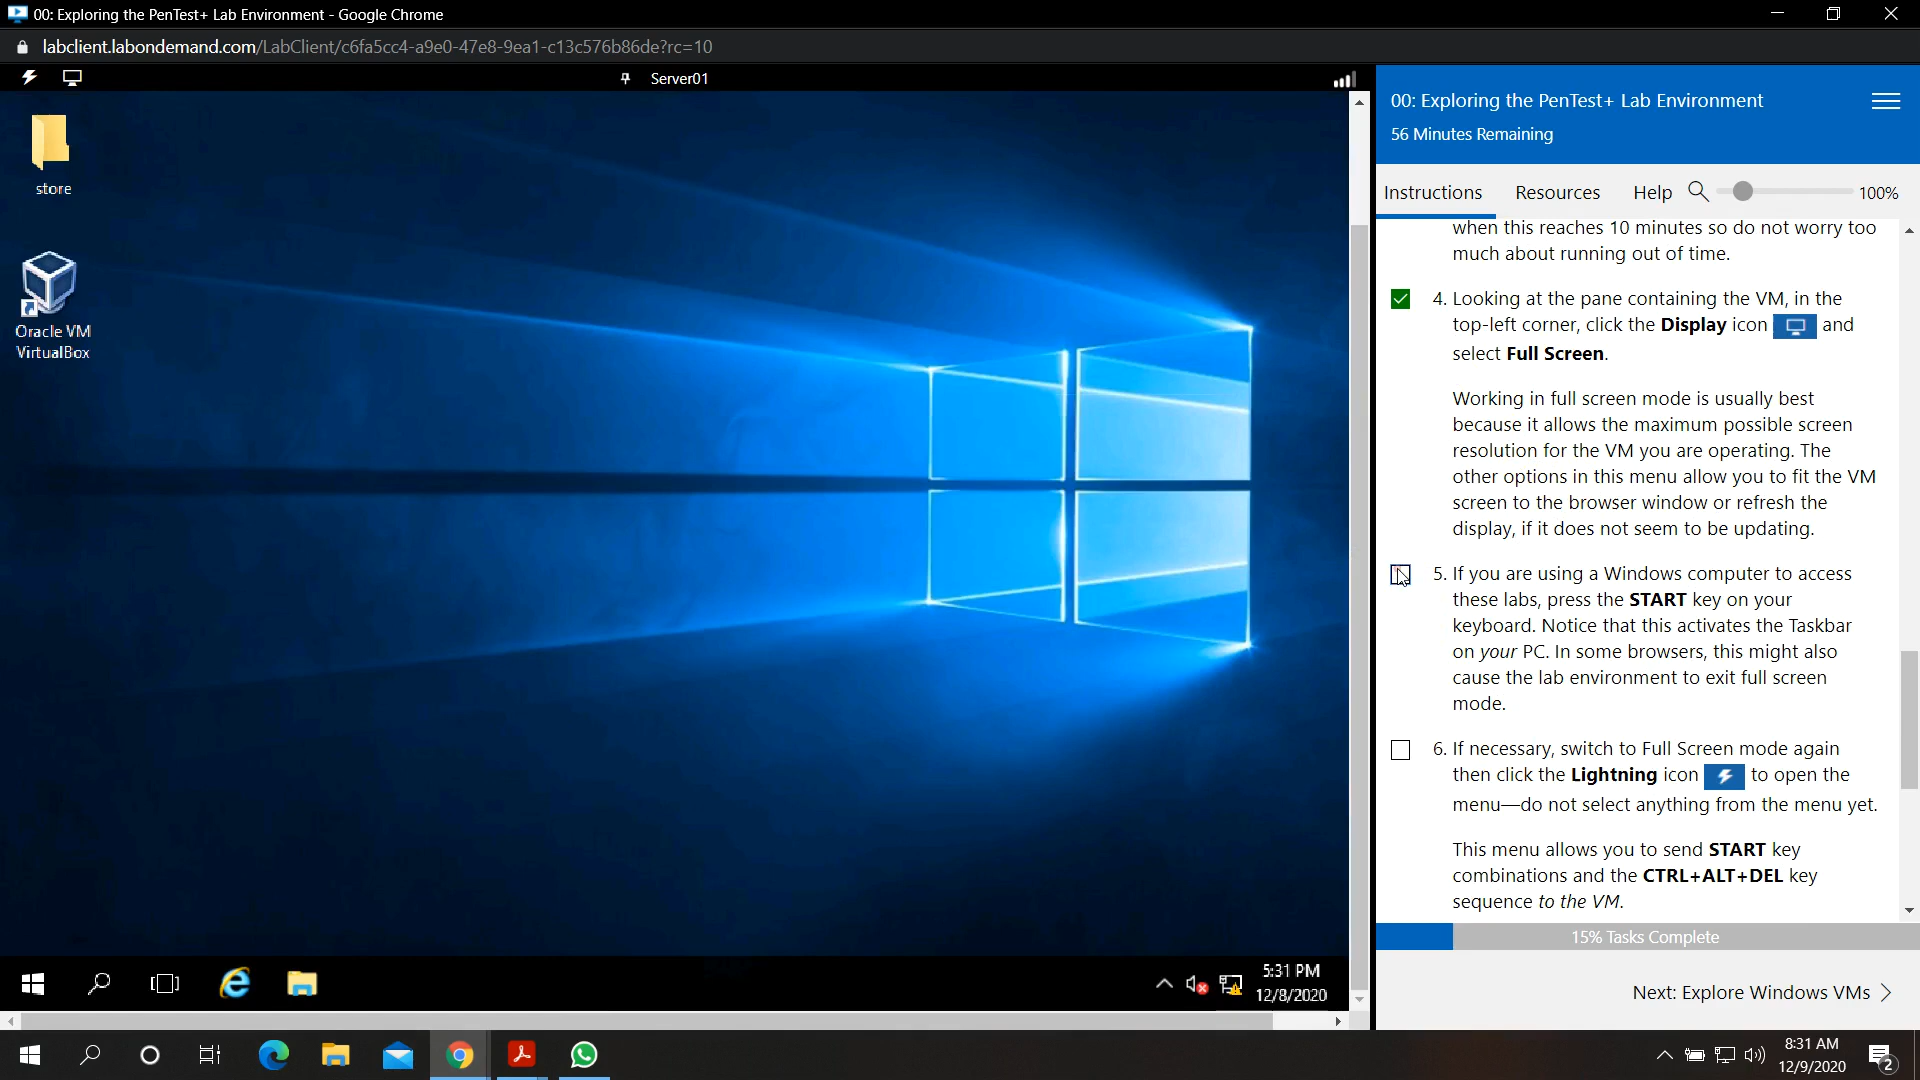 00: Exploring the PenTest+ Lab Environment - Google Chrome
labclient.labondemand.com/LabClient/c6fa5cc4-a9e0-47e8-9ea1-c13c576b86de?rc=10
Server01
store
Oracle VM
VirtualBox
5:31 PM
12/8/2020
00: Exploring the PenTest+ Lab Environment
56 Minutes Remaining
Instructions Resources Help 100%
when this reaches 10 minutes so do not worry too
much about running out of time.
4. Looking at the pane containing the VM, in the
top-left corner, click the Display icon and
select Full Screen.
Working in full screen mode is usually best
because it allows the maximum possible screen
resolution for the VM you are operating. The
other options in this menu allow you to fit the VM
screen to the browser window or refresh the
display, if it does not seem to be updating.
5. If you are using a Windows computer to access
these labs, press the START key on your
keyboard. Notice that this activates the Taskbar
on your PC. In some browsers, this might also
cause the lab environment to exit full screen
mode.
6. If necessary, switch to Full Screen mode again
then click the Lightning icon to open the
menu—do not select anything from the menu yet.
This menu allows you to send START key
combinations and the CTRL+ALT+DEL key
sequence to the VM.
15% Tasks Complete
Next: Explore Windows VMs
8:31 AM
12/9/2020
2